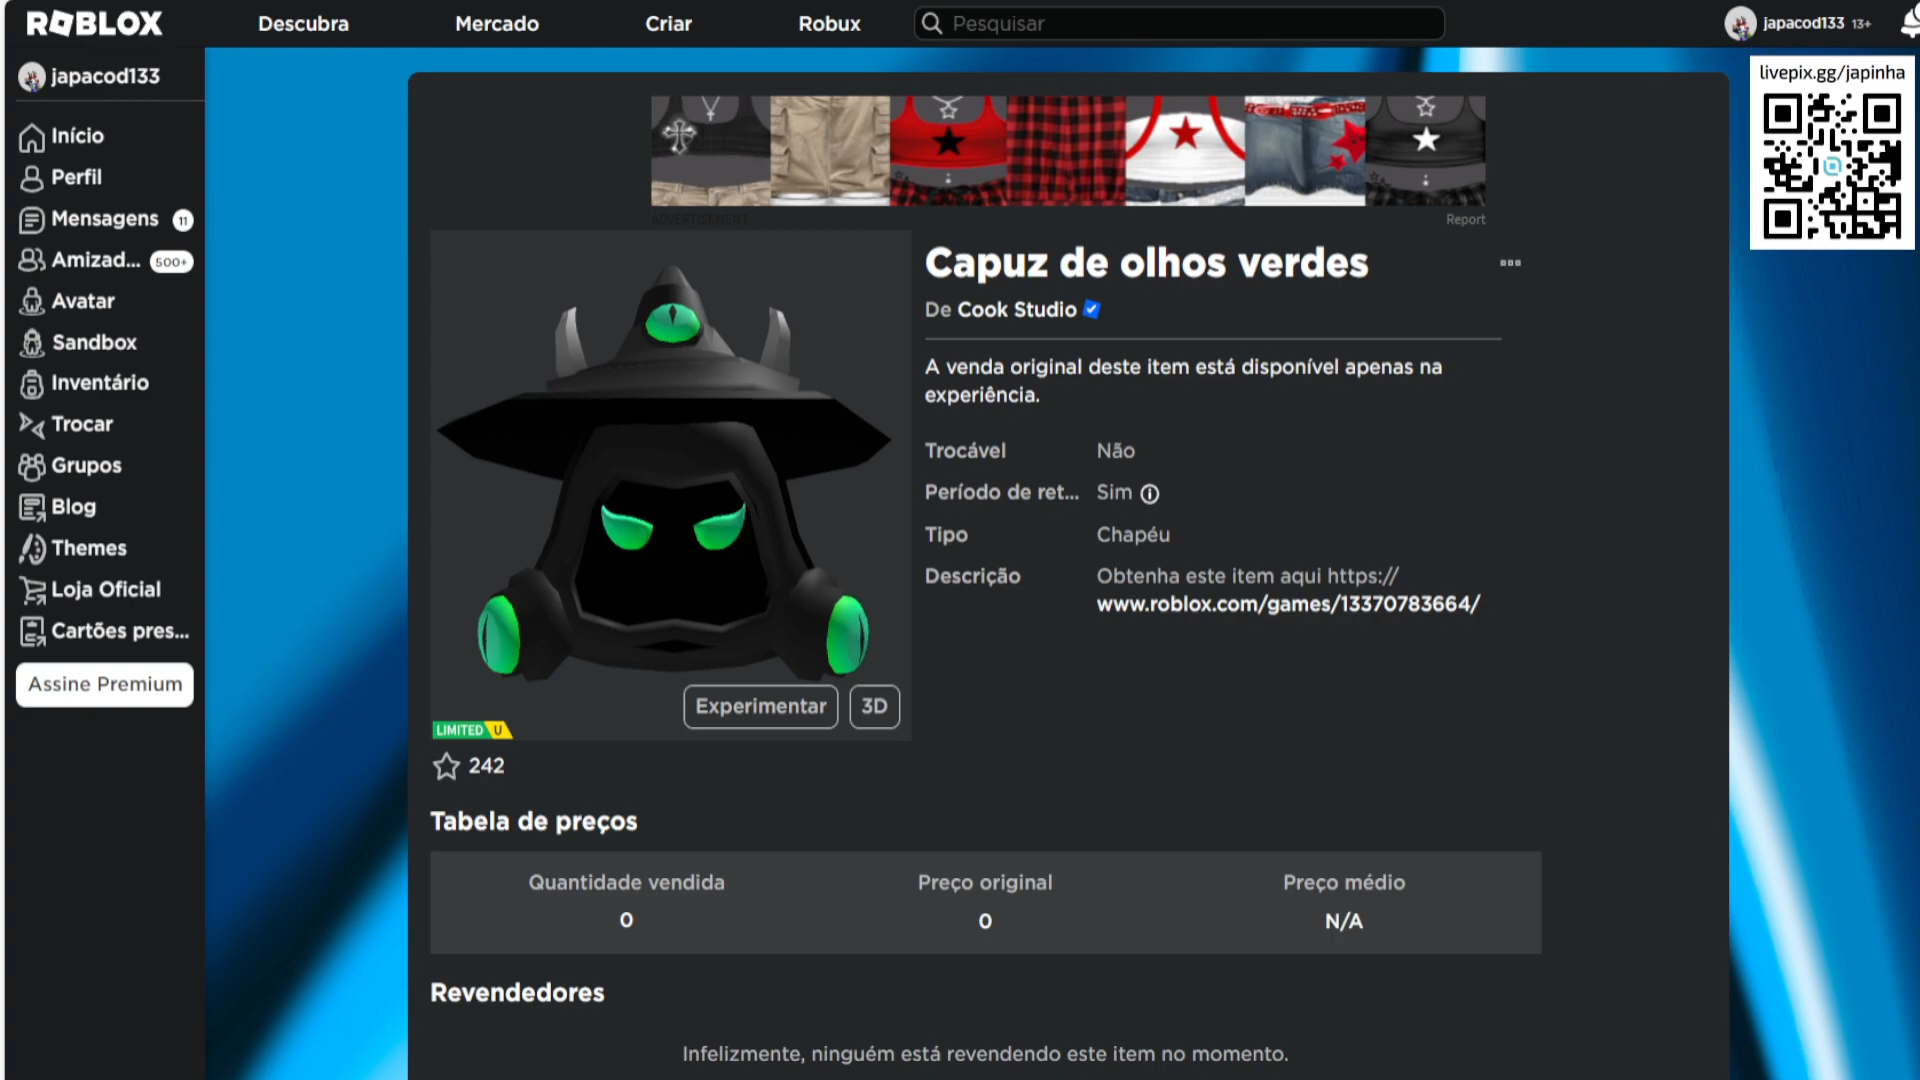 ROBLOX
Descubra
Mercado
Criar
Robux
Pesquisar
japacod133 13+
japacod133
Início
Perfil
Mensagens 11
Amizad... 500+
Avatar
Sandbox
Inventário
Trocar
Grupos
Blog
Themes
Loja Oficial
Cartões pres...
Assine Premium
livepix.gg/japinha
ADVERTISEMENT
Report
Capuz de olhos verdes
De Cook Studio
A venda original deste item está disponível apenas na
experiência.
Trocável Não
Período de ret... Sim
Tipo Chapéu
Descrição Obtenha este item aqui https://
www.roblox.com/games/13370783664/
Experimentar
3D
LIMITED U
242
Tabela de preços
Quantidade vendida
0
Preço original
0
Preço médio
N/A
Revendedores
Infelizmente, ninguém está revendendo este item no momento.